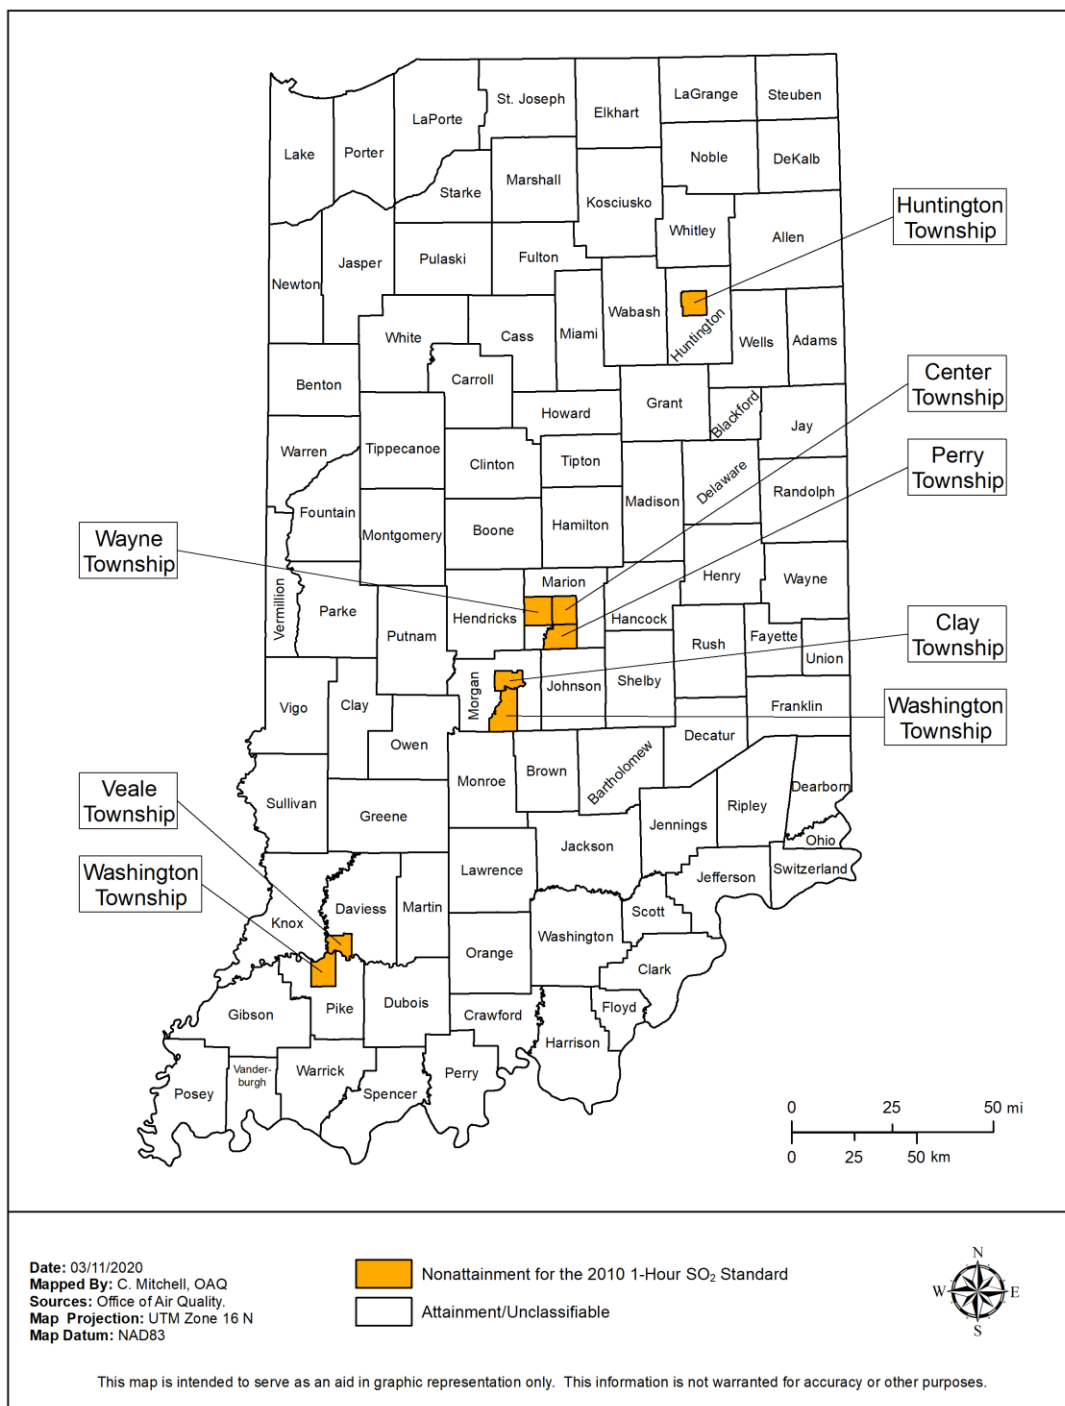 St. Joseph
LaGrange
Steuben
Elkhart
LaPorte
Lake
Porter
Noble
DeKalb
Marshall
Starke
Kosciusko
Huntington
Township
Whitley
Allen
Jasper
Pulaski
Fulton
Newton
Wabash
Huntington
White
Cass
Miami
Wells
Adams
Center
Township
Benton
Carroll
Grant
Blackford
Howard
Jay
Perry
Township
Warren
Tippecanoe
Clinton
Tipton
Delaware
Madison
Randolph
Fountain
Boone
Hamilton
Montgomery
Wayne
Township
Marion
Henry
Wayne
Vermillion
Parke
Hendricks
Hancock
Putnam
Rush
Fayette
Union
Clay
Township
Morgan
Johnson
Shelby
Vigo
Clay
Franklin
Washington
Township
Owen
Decatur
Veale
Township
Sullivan
Greene
Monroe
Brown
Bartholomew
Dearborn
Ripley
Jennings
Ohio
Jackson
Washington
Township
Lawrence
Jefferson
Switzerland
Daviess
Martin
Knox
Scott
Washington
Orange
Clark
Gibson
Pike
Dubois
Crawford
Floyd
Harrison
Vander-
burgh
Warrick
Perry
Posey
Spencer
0 25 50 mi
0 25 50 km
Date: 03/11/2020
Mapped By: C. Mitchell, OAQ
Sources: Office of Air Quality.
Map Projection: UTM Zone 16 N
Map Datum: NAD83
Nonattainment for the 2010 1-Hour SO₂ Standard
Attainment/Unclassifiable
N
W E
S
This map is intended to serve as an aid in graphic representation only. This information is not warranted for accuracy or other purposes.